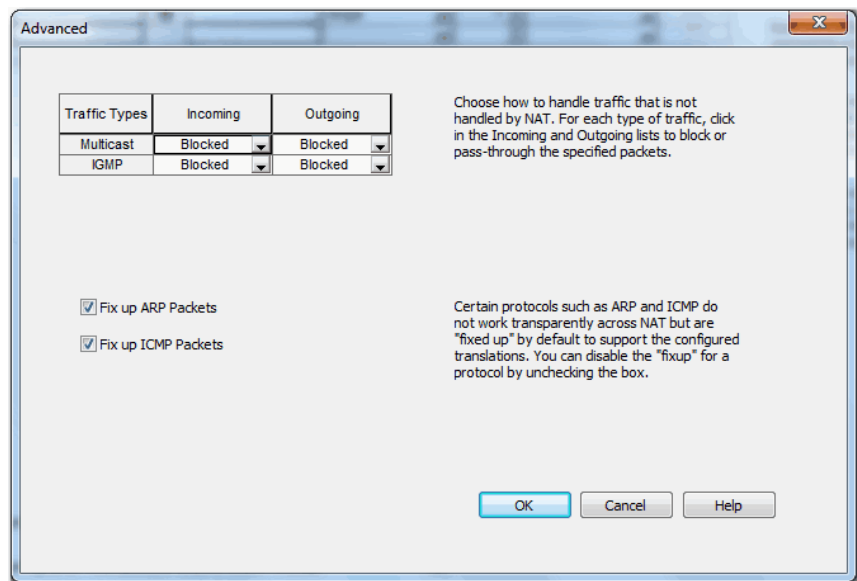 Advanced
Traffic Types Incoming Outgoing
Multicast Blocked Blocked
IGMP Blocked Blocked
Choose how to handle traffic that is not
handled by NAT. For each type of traffic, click
in the Incoming and Outgoing lists to block or
pass-through the specified packets.
Fix up ARP Packets
Fix up ICMP Packets
Certain protocols such as ARP and ICMP do
not work transparently across NAT but are
"fixed up" by default to support the configured
translations. You can disable the "fixup" for a
protocol by unchecking the box.
OK Cancel Help